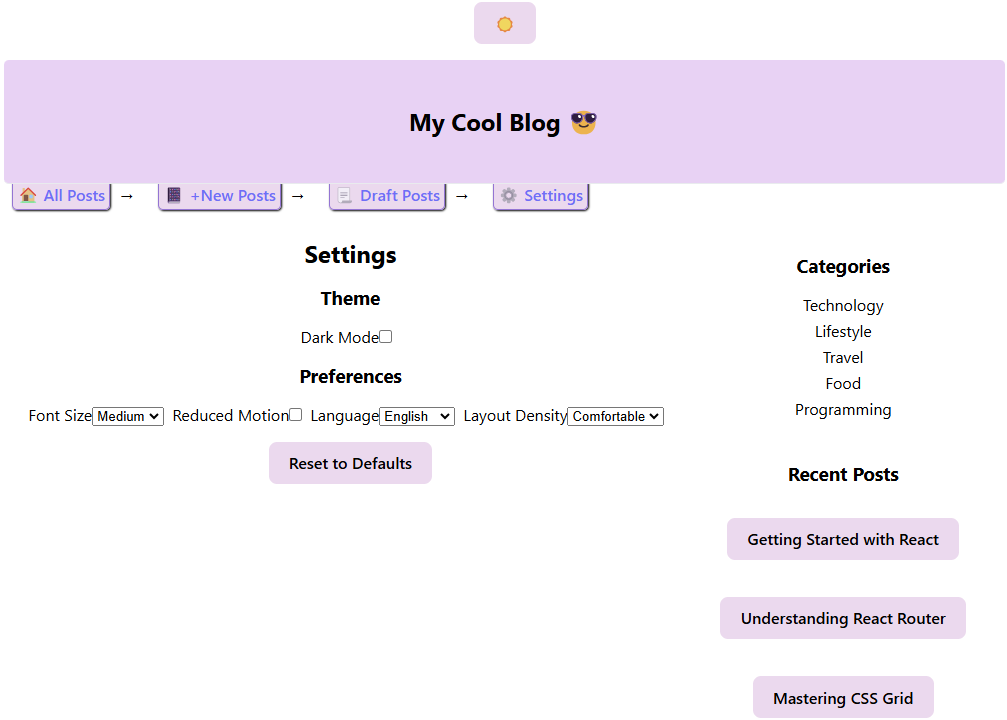 My Cool Blog 😎
🏠 All Posts → 📓 +New Posts → 📃 Draft Posts → ⚙️ Settings
Settings
Theme
Dark Mode
Preferences
Font Size Medium Reduced Motion Language English Layout Density Comfortable
Reset to Defaults
Categories
Technology
Lifestyle
Travel
Food
Programming
Recent Posts
Getting Started with React
Understanding React Router
Mastering CSS Grid